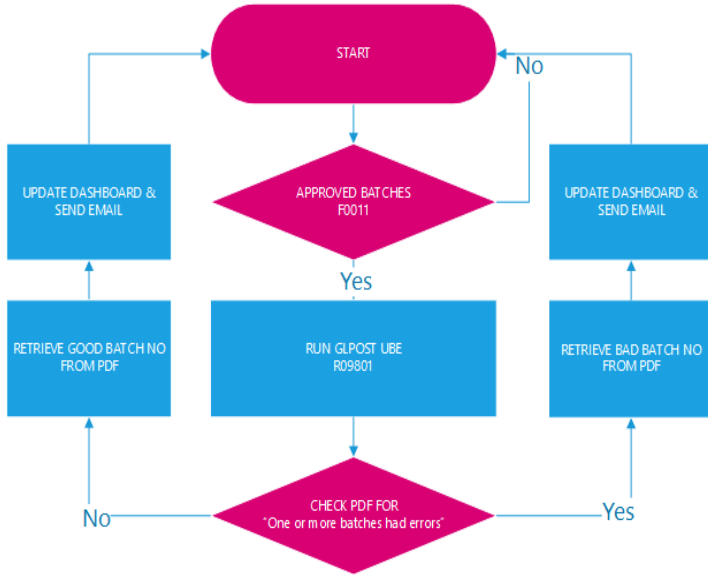 START
No
APPROVED BATCHES
F0011
UPDATE DASHBOARD &
SEND EMAIL
UPDATE DASHBOARD &
SEND EMAIL
Yes
RETRIEVE GOOD BATCH NO
FROM PDF
RUN GLPOST UBE
R09801
RETRIEVE BAD BATCH NO
FROM PDF
CHECK PDF FOR
"One or more batches had errors"
No
Yes